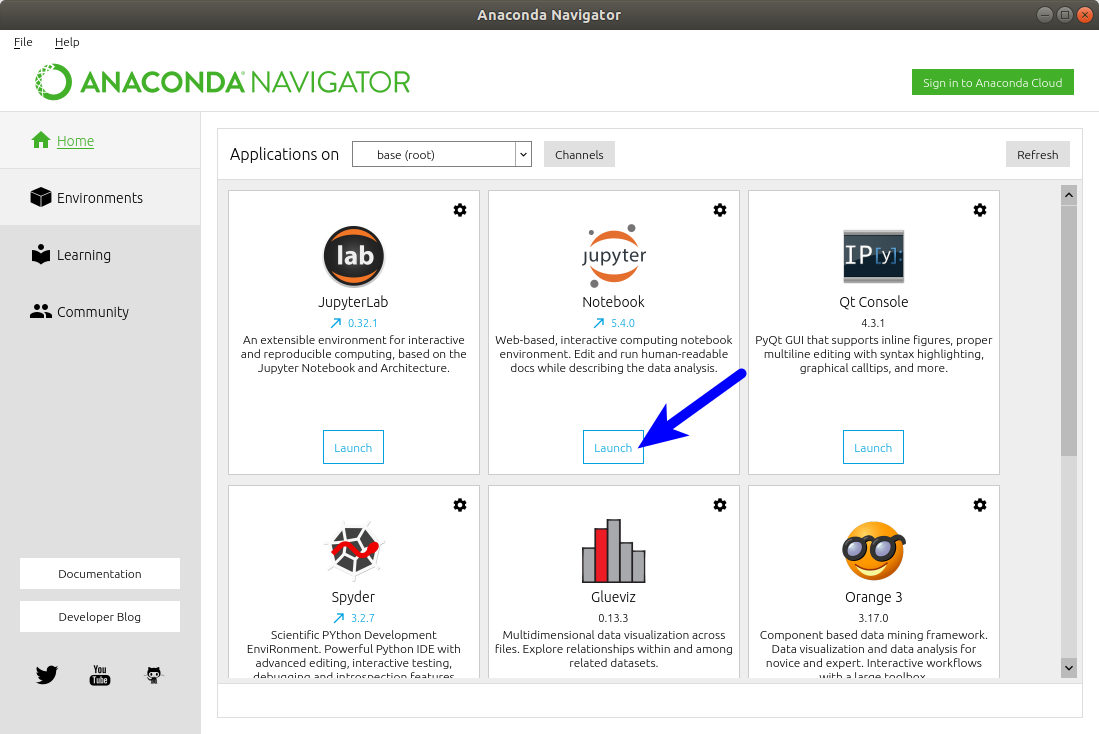 Anaconda Navigator
File Help
ANACONDA NAVIGATOR
Sign in to Anaconda Cloud
Home
Environments
Learning
Community
Documentation
Developer Blog
You
Tube
Applications on base (root) Channels Refresh
lab
JupyterLab
0.32.1
An extensible environment for interactive
and reproducible computing, based on the
Jupyter Notebook and Architecture.
Launch
jupyter
Notebook
5.4.0
Web-based, interactive computing notebook
environment. Edit and run human-readable
docs while describing the data analysis.
Launch
IP[y]:
Qt Console
4.3.1
PyQt GUI that supports inline figures, proper
multiline editing with syntax highlighting,
graphical calltips, and more.
Launch
Spyder
3.2.7
Scientific PYthon Development
EnviRonment. Powerful Python IDE with
advanced editing, interactive testing,
debugging and introspection features
Glueviz
0.13.3
Multidimensional data visualization across
files. Explore relationships within and among
related datasets.
Orange 3
3.17.0
Component based data mining framework.
Data visualization and data analysis for
novice and expert. Interactive workflows
with a large toolbox.